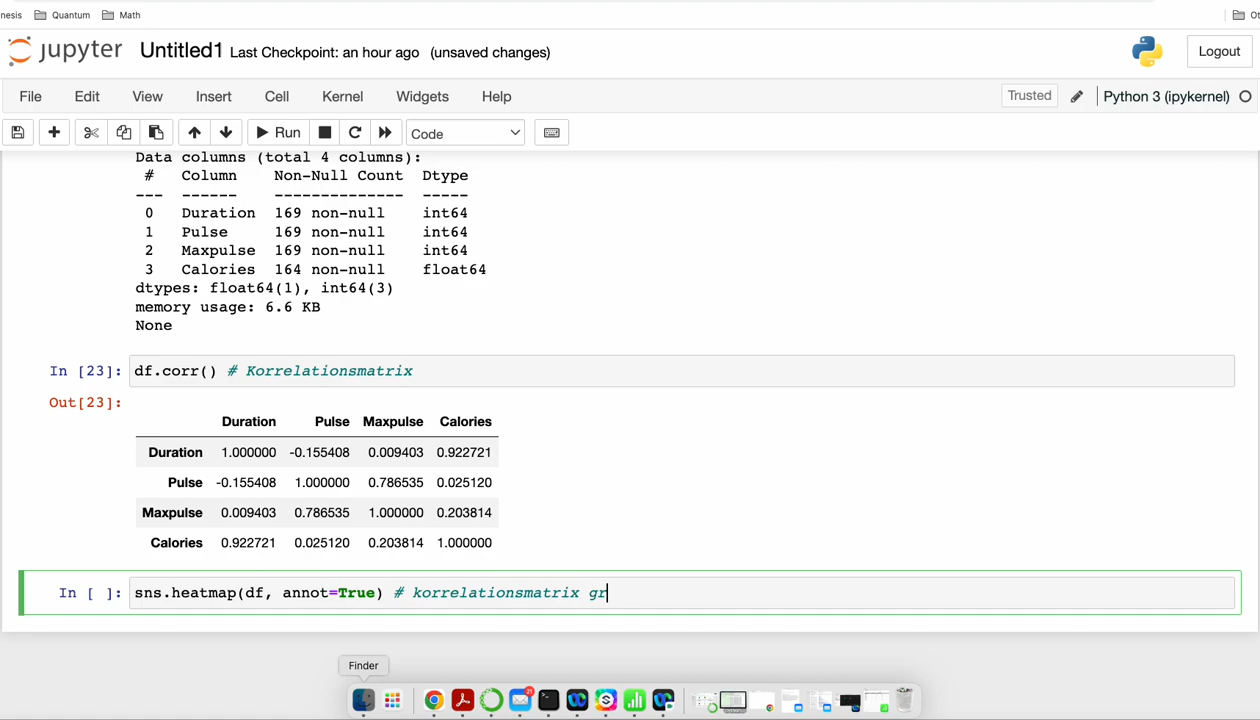 nesis Quantum Math Ot
jupyter Untitled1 Last Checkpoint: an hour ago (unsaved changes) Logout
File Edit View Insert Cell Kernel Widgets Help Trusted Python 3 (ipykernel)
Run Code
Data columns (total 4 columns):
# Column Non-Null Count Dtype
--- ------ -------------- -----
0 Duration 169 non-null int64
1 Pulse 169 non-null int64
2 Maxpulse 169 non-null int64
3 Calories 164 non-null float64
dtypes: float64(1), int64(3)
memory usage: 6.6 KB
None
In [23]: df.corr() # Korrelationsmatrix
Out[23]:
Duration Pulse Maxpulse Calories
Duration 1.000000 -0.155408 0.009403 0.922721
Pulse -0.155408 1.000000 0.786535 0.025120
Maxpulse 0.009403 0.786535 1.000000 0.203814
Calories 0.922721 0.025120 0.203814 1.000000
In [ ]: sns.heatmap(df, annot=True) # korrelationsmatrix gr
Finder